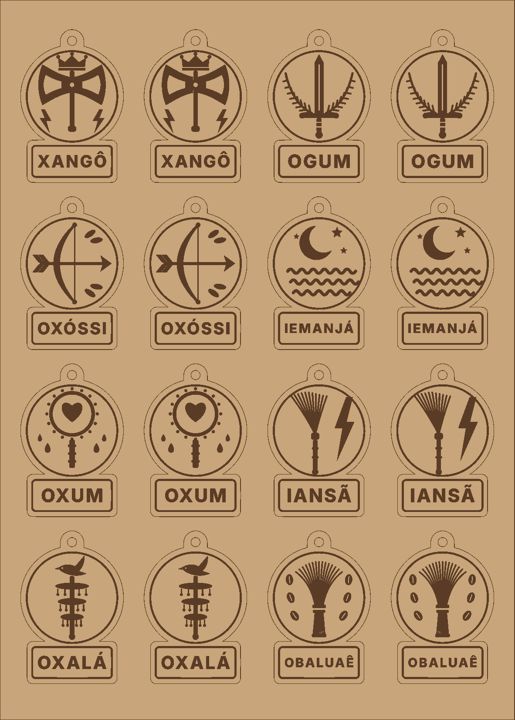 XANGÔ
XANGÔ
OGUM
OGUM
OXÓSSI
OXÓSSI
IEMANJÁ
IEMANJÁ
OXUM
OXUM
IANSÃ
IANSÃ
OXALÁ
OXALÁ
OBALUAÊ
OBALUAÊ